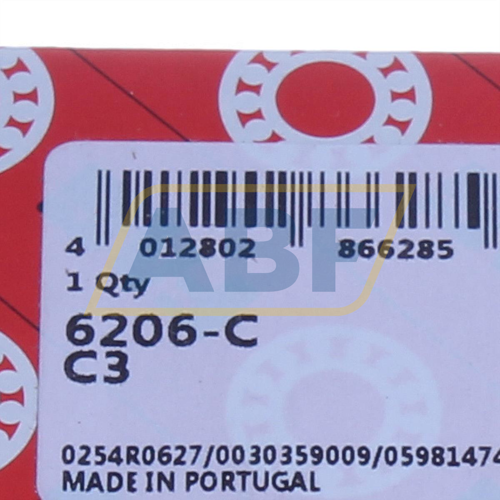 4 012802 866285
1 Qty
ABF
6206-C
C3
0254R0627/0030359009/05981474
MADE IN PORTUGAL